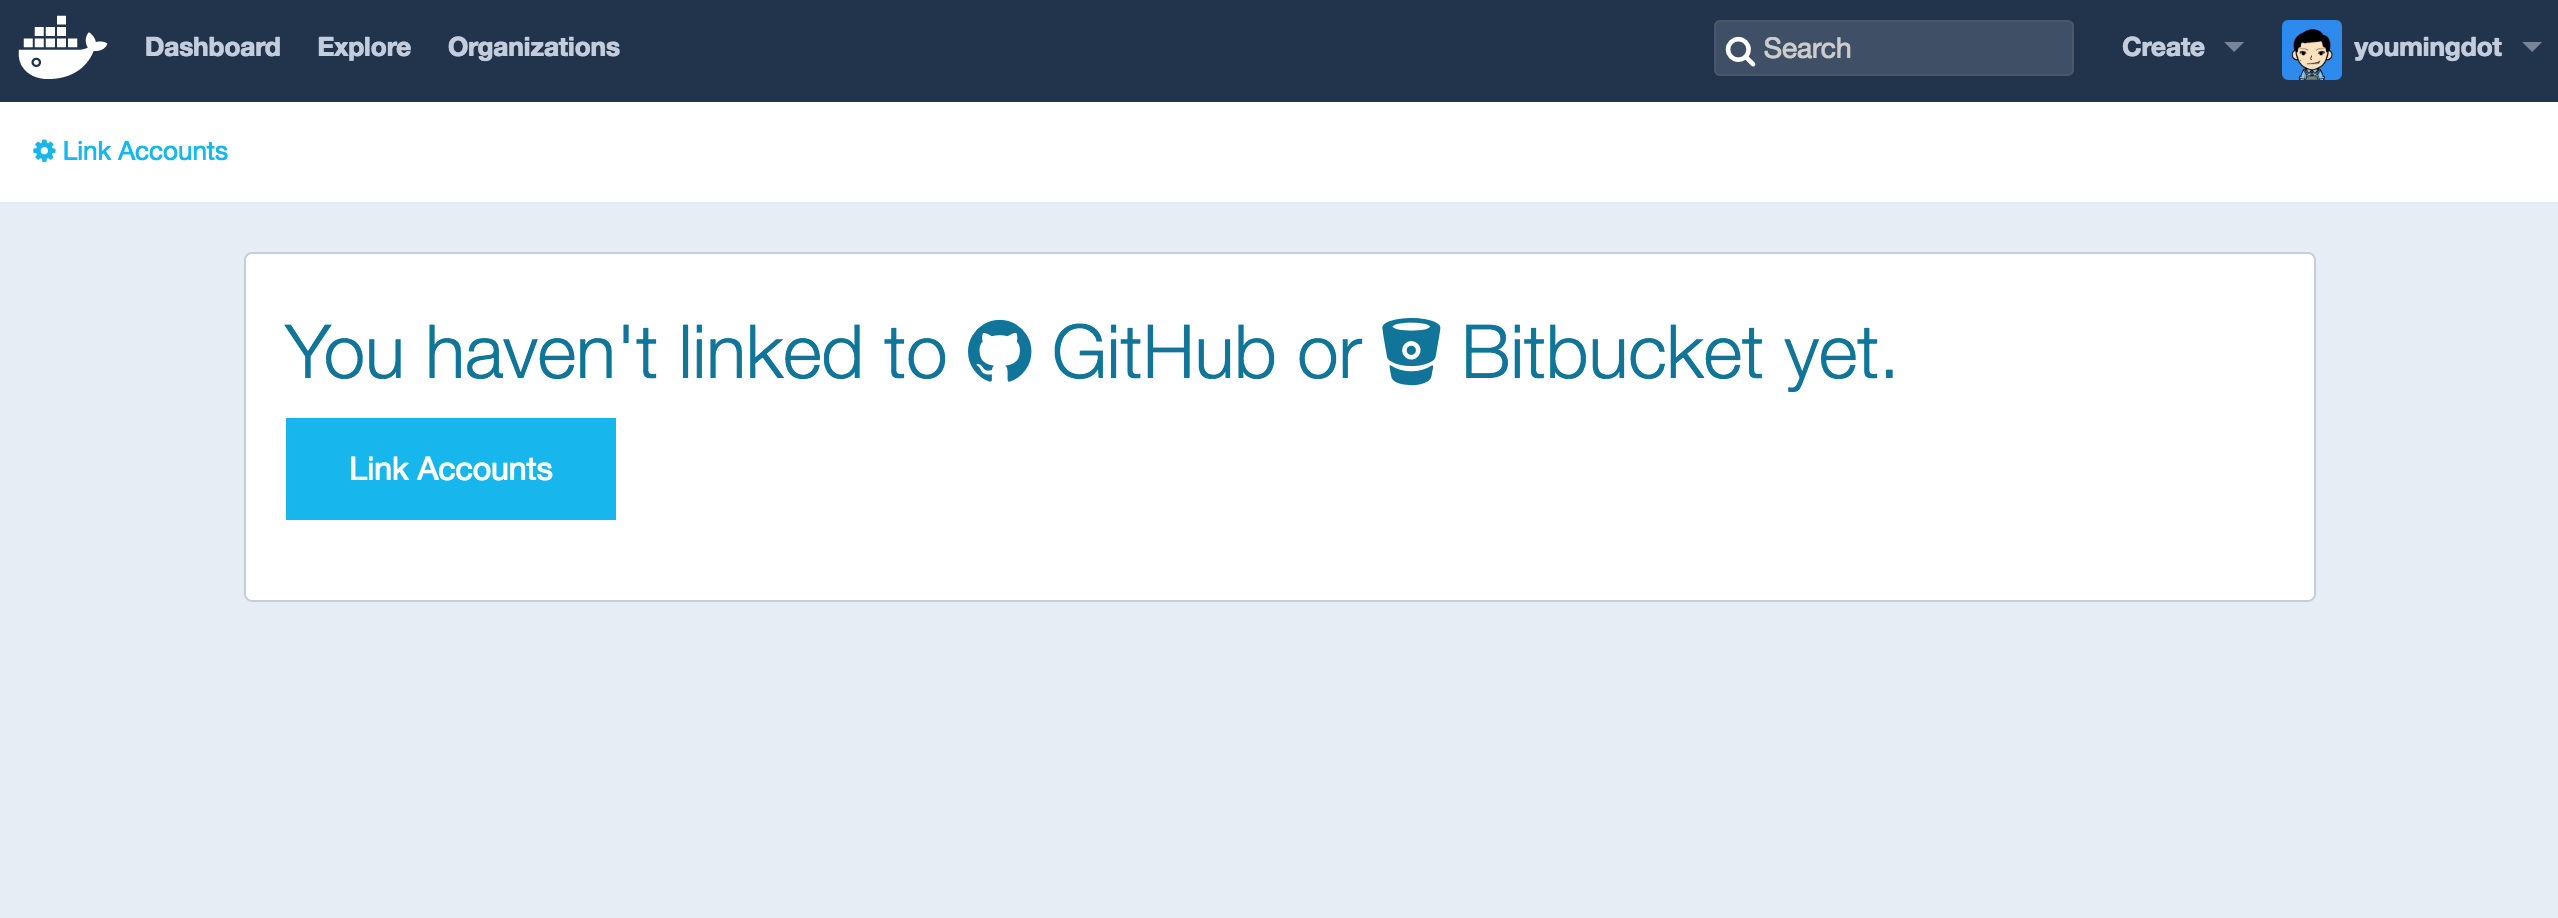 Dashboard Explore Organizations Search Create youmingdot
Link Accounts
You haven't linked to GitHub or Bitbucket yet.
Link Accounts